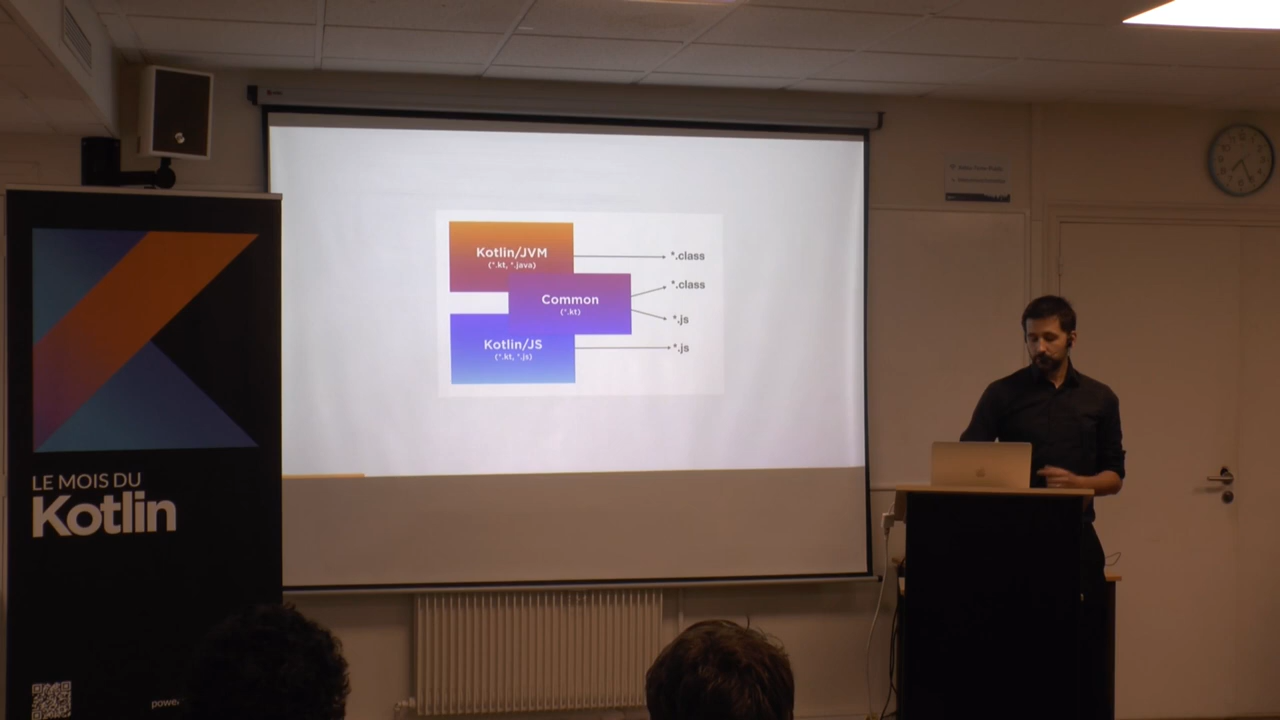 Kotlin/JVM
(*.kt, *.java)
*.class
*.class
Common
(*.kt)
*.js
Kotlin/JS
(*.kt, *.js)
*.js
LE MOIS DU
Kotlin